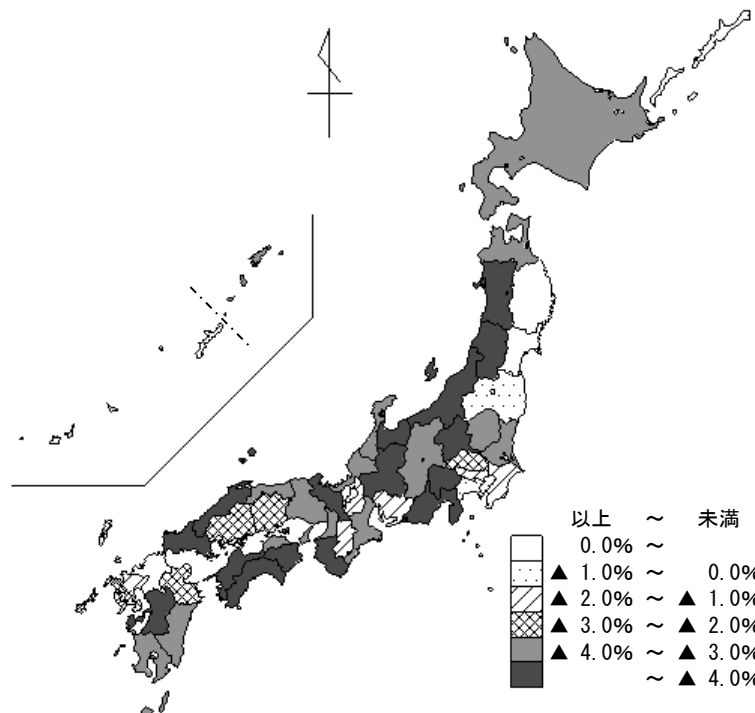 以上 ～ 未満
0.0% ～
▲ 1.0% ～ 0.0%
▲ 2.0% ～ ▲ 1.0%
▲ 3.0% ～ ▲ 2.0%
▲ 4.0% ～ ▲ 3.0%
～ ▲ 4.0%